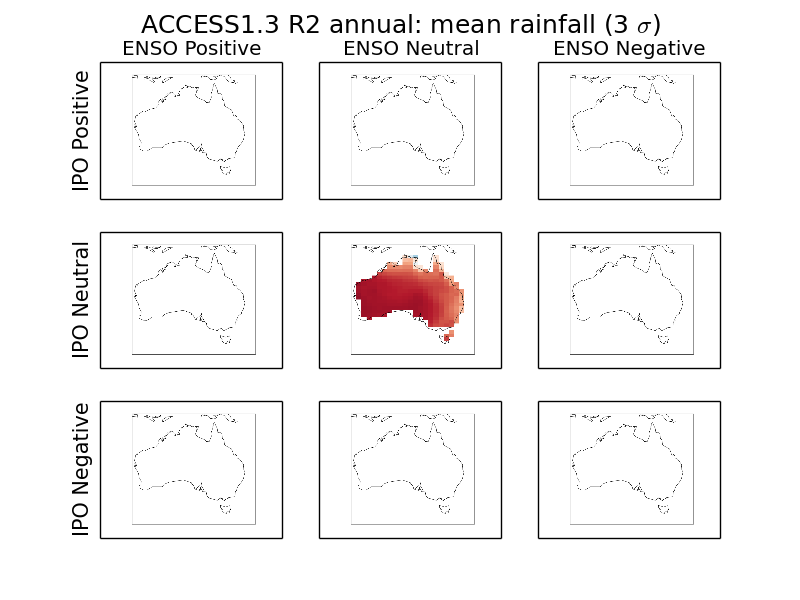 ACCESS1.3 R2 annual: mean rainfall (3 σ)
ENSO Positive
ENSO Neutral
ENSO Negative
IPO Positive
IPO Neutral
IPO Negative